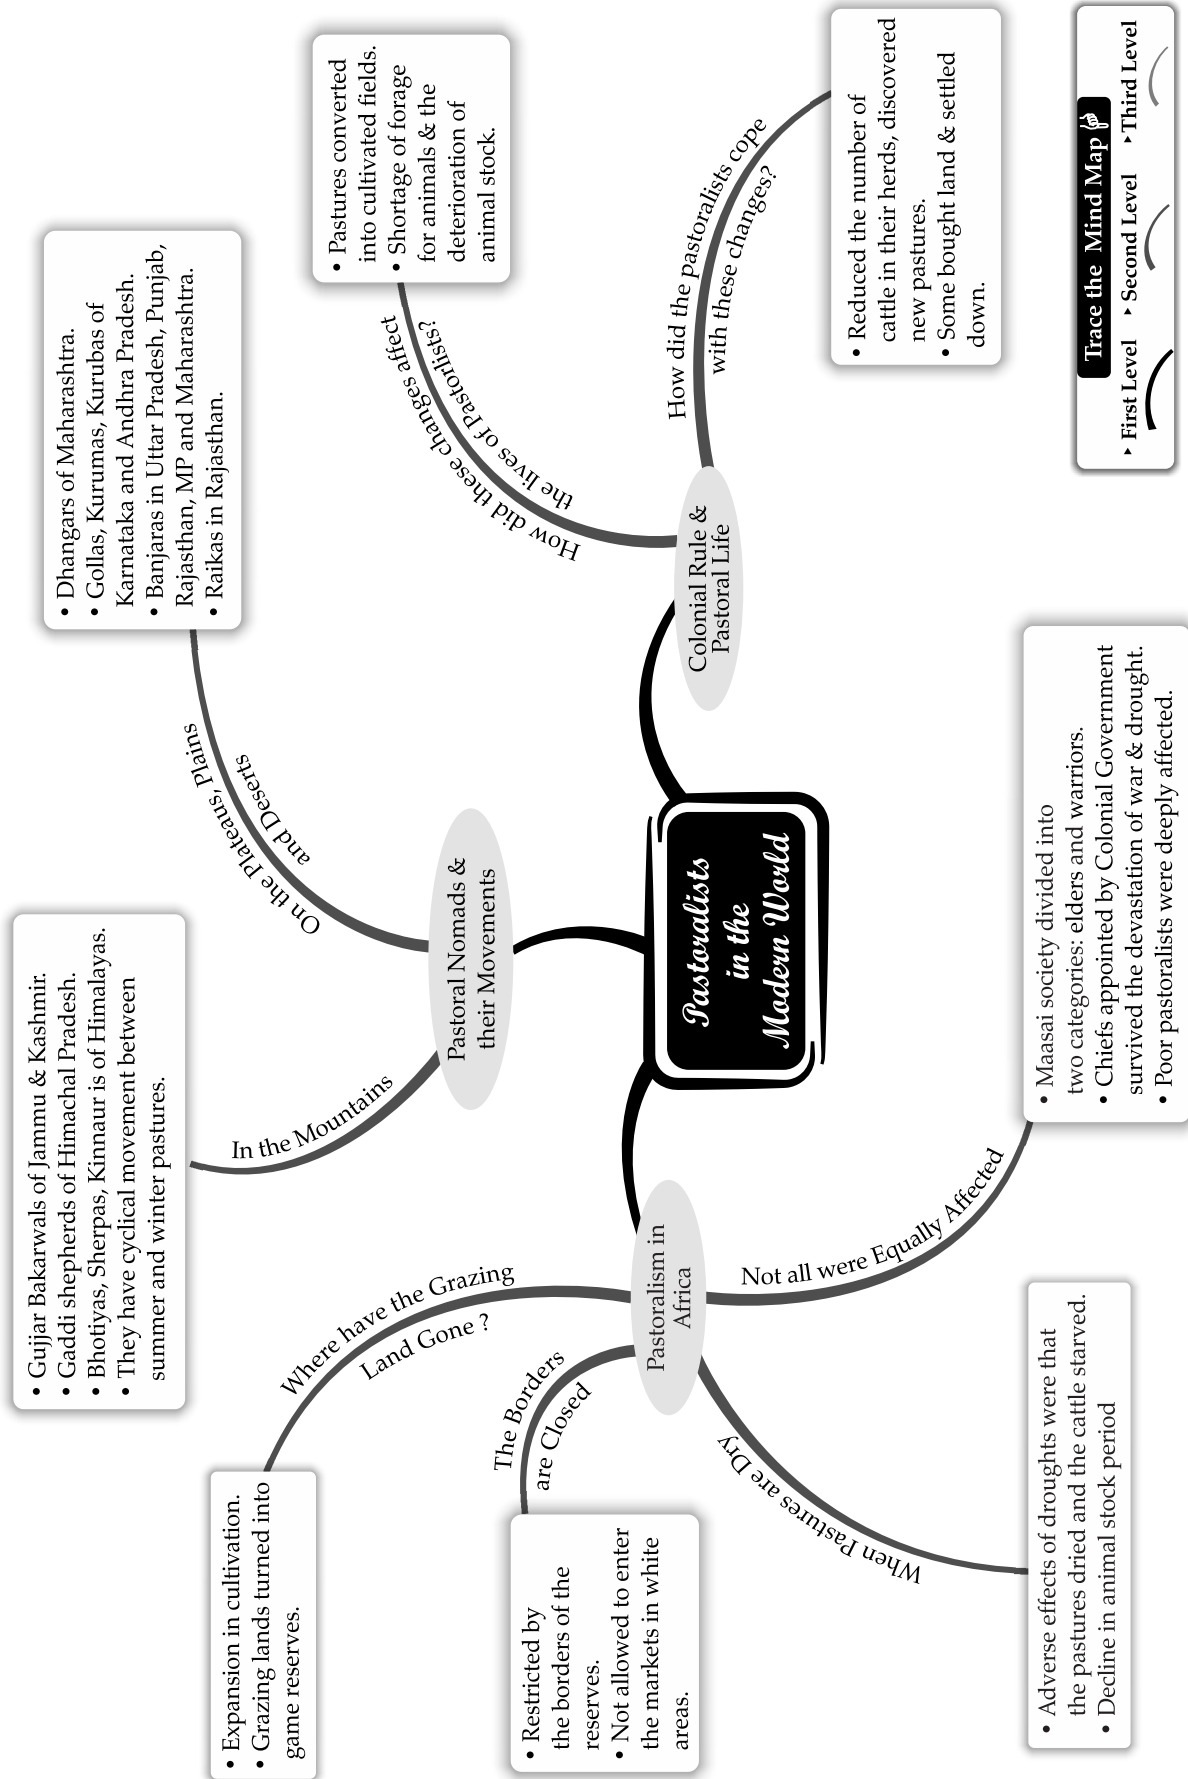 Pastoralists
in the
Modern World
Pastoral Nomads &
their Movements
In the Mountains
• Gujjar Bakarwals of Jammu & Kashmir.
• Gaddi shepherds of Himachal Pradesh.
• Bhotiyas, Sherpas, Kinnaur is of Himalayas.
• They have cyclical movement between
summer and winter pastures.
On the Plateaus, Plains
and Deserts
• Dhangars of Maharashtra.
• Gollas, Kurumas, Kurubas of
Karnataka and Andhra Pradesh.
• Banjaras in Uttar Pradesh, Punjab,
Rajasthan, MP and Maharashtra.
• Raikas in Rajasthan.
Colonial Rule &
Pastoral Life
How did these changes affect
the lives of Pastorlists?
• Pastures converted
into cultivated fields.
• Shortage of forage
for animals & the
deterioration of
animal stock.
How did the pastoralists cope
with these changes?
• Reduced the number of
cattle in their herds, discovered
new pastures.
• Some bought land & settled
down.
Pastoralism in
Africa
Where have the Grazing
Land Gone ?
• Expansion in cultivation.
• Grazing lands turned into
game reserves.
The Borders
are Closed
• Restricted by
the borders of the
reserves.
• Not allowed to enter
the markets in white
areas.
When Pastures are Dry
• Adverse effects of droughts were that
the pastures dried and the cattle starved.
• Decline in animal stock period
Not all were Equally Affected
• Maasai society divided into
two categories: elders and warriors.
• Chiefs appointed by Colonial Government
survived the devastation of war & drought.
• Poor pastoralists were deeply affected.
Trace the Mind Map
First Level
Second Level
Third Level